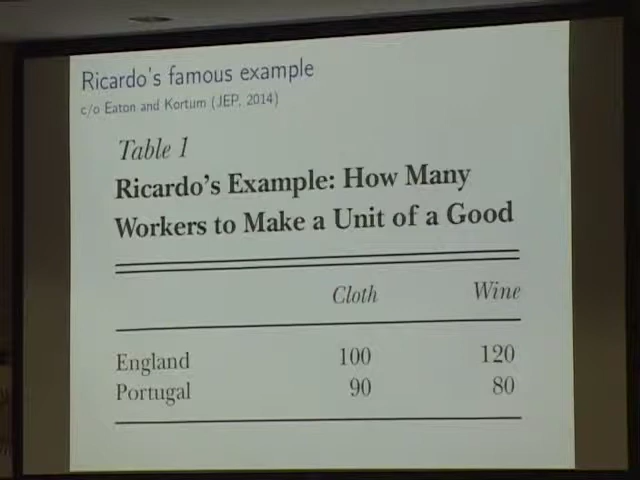 Ricardo's famous example
c/o Eaton and Kortum (JEP, 2014)
Table 1
Ricardo's Example: How Many
Workers to Make a Unit of a Good
Cloth Wine
England 100 120
Portugal 90 80